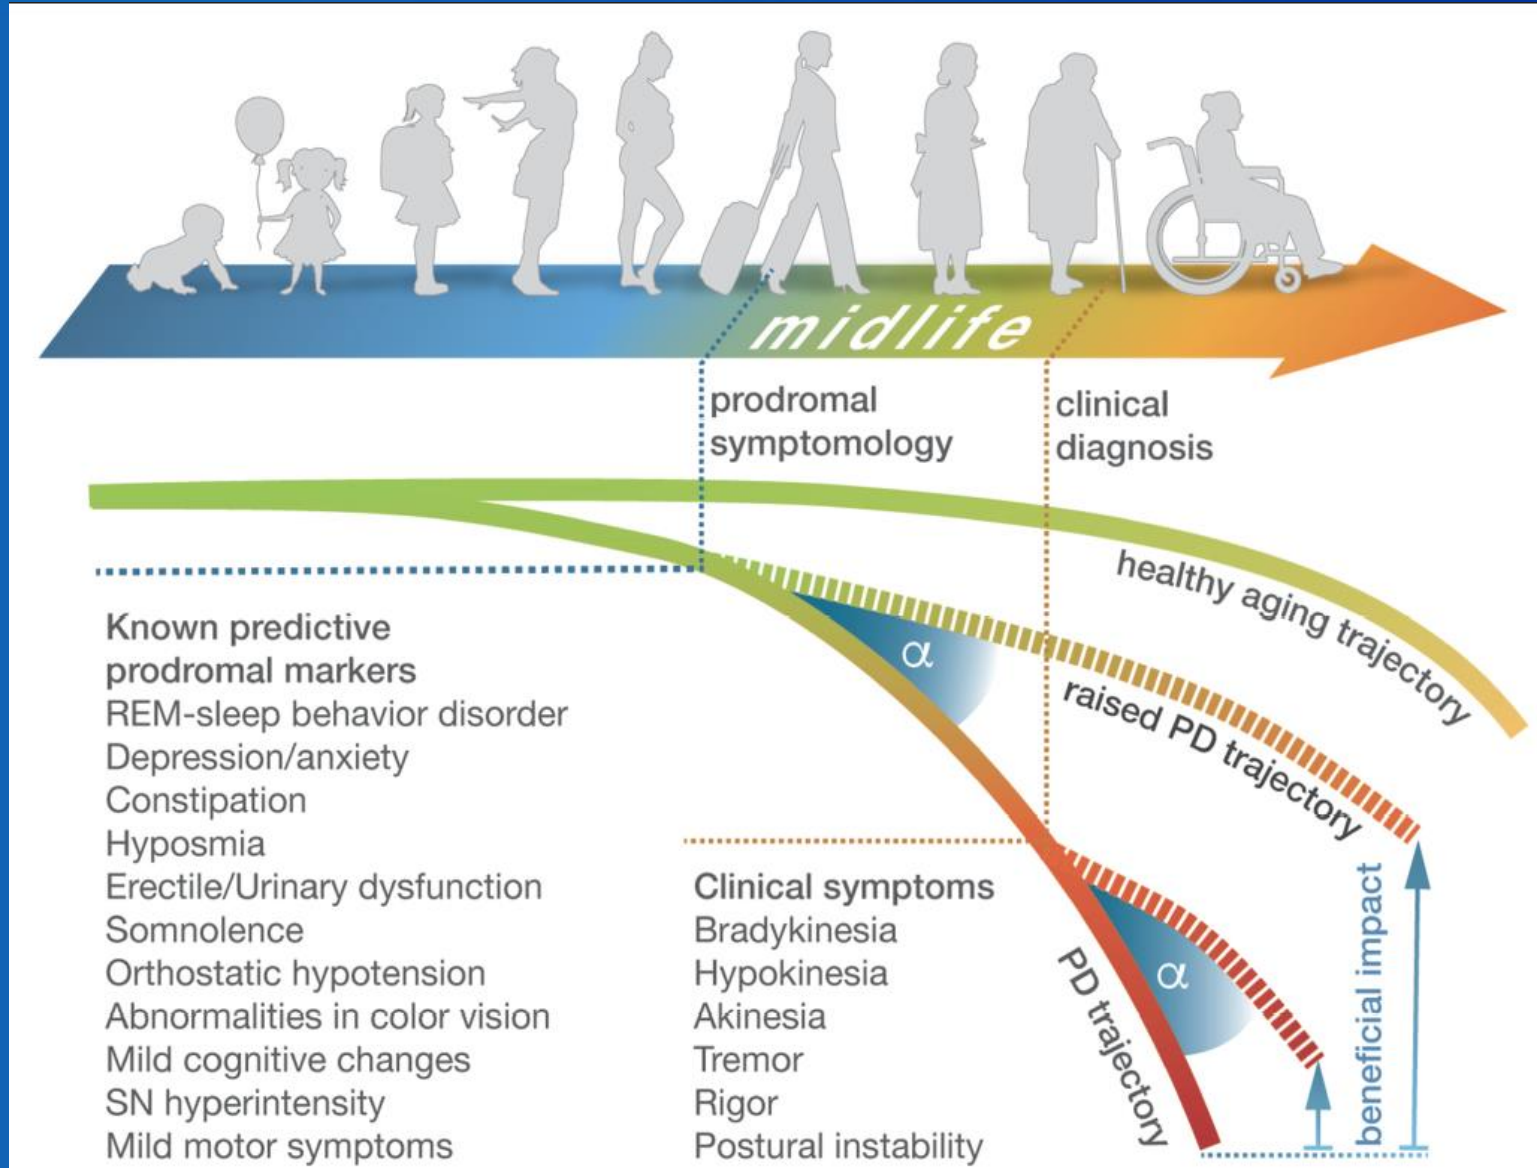 midlife
prodromal
symptomology
clinical
diagnosis
healthy aging trajectory
raised PD trajectory
α
Known predictive
prodromal markers
REM-sleep behavior disorder
Depression/anxiety
Constipation
Hyposmia
Erectile/Urinary dysfunction
Somnolence
Orthostatic hypotension
Abnormalities in color vision
Mild cognitive changes
SN hyperintensity
Mild motor symptoms
Clinical symptoms
Bradykinesia
Hypokinesia
Akinesia
Tremor
Rigor
Postural instability
PD trajectory
α
beneficial impact